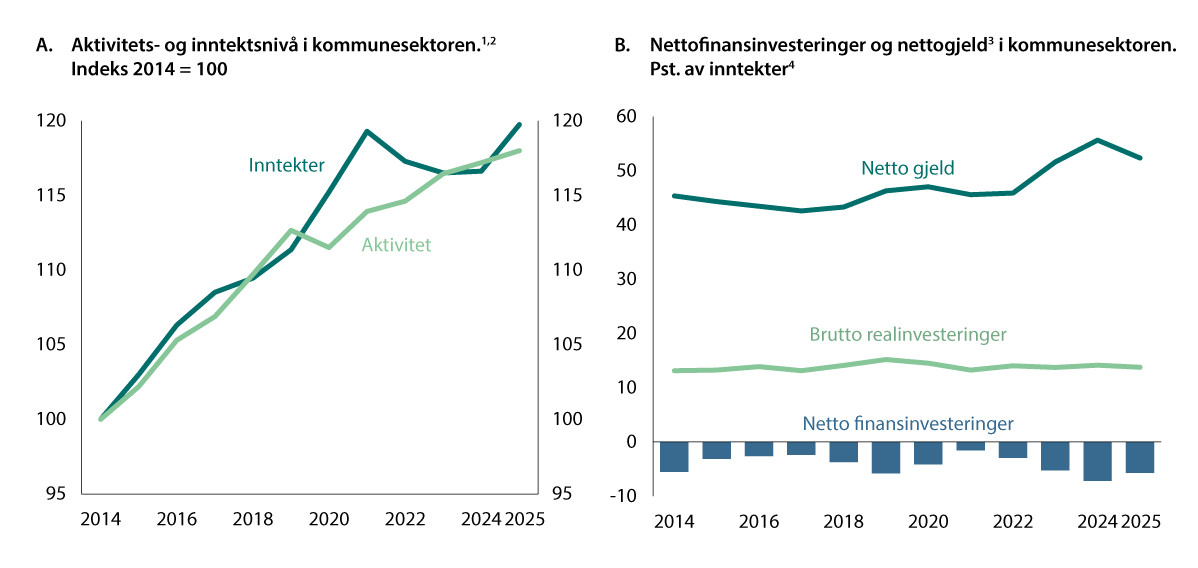 A. Aktivitets- og inntektsnivå i kommunesektoren.¹,²
Indeks 2014 = 100
120
115
110
105
100
95
120
115
110
105
100
95
Inntekter
Aktivitet
2014 2016 2018 2020 2022 2024 2025
B. Nettofinansinvesteringer og nettogjeld³ i kommunesektoren.
Pst. av inntekter⁴
60
50
40
30
20
10
0
-10
Netto gjeld
Brutto realinvesteringer
Netto finansinvesteringer
2014 2016 2018 2020 2022 2024 2025